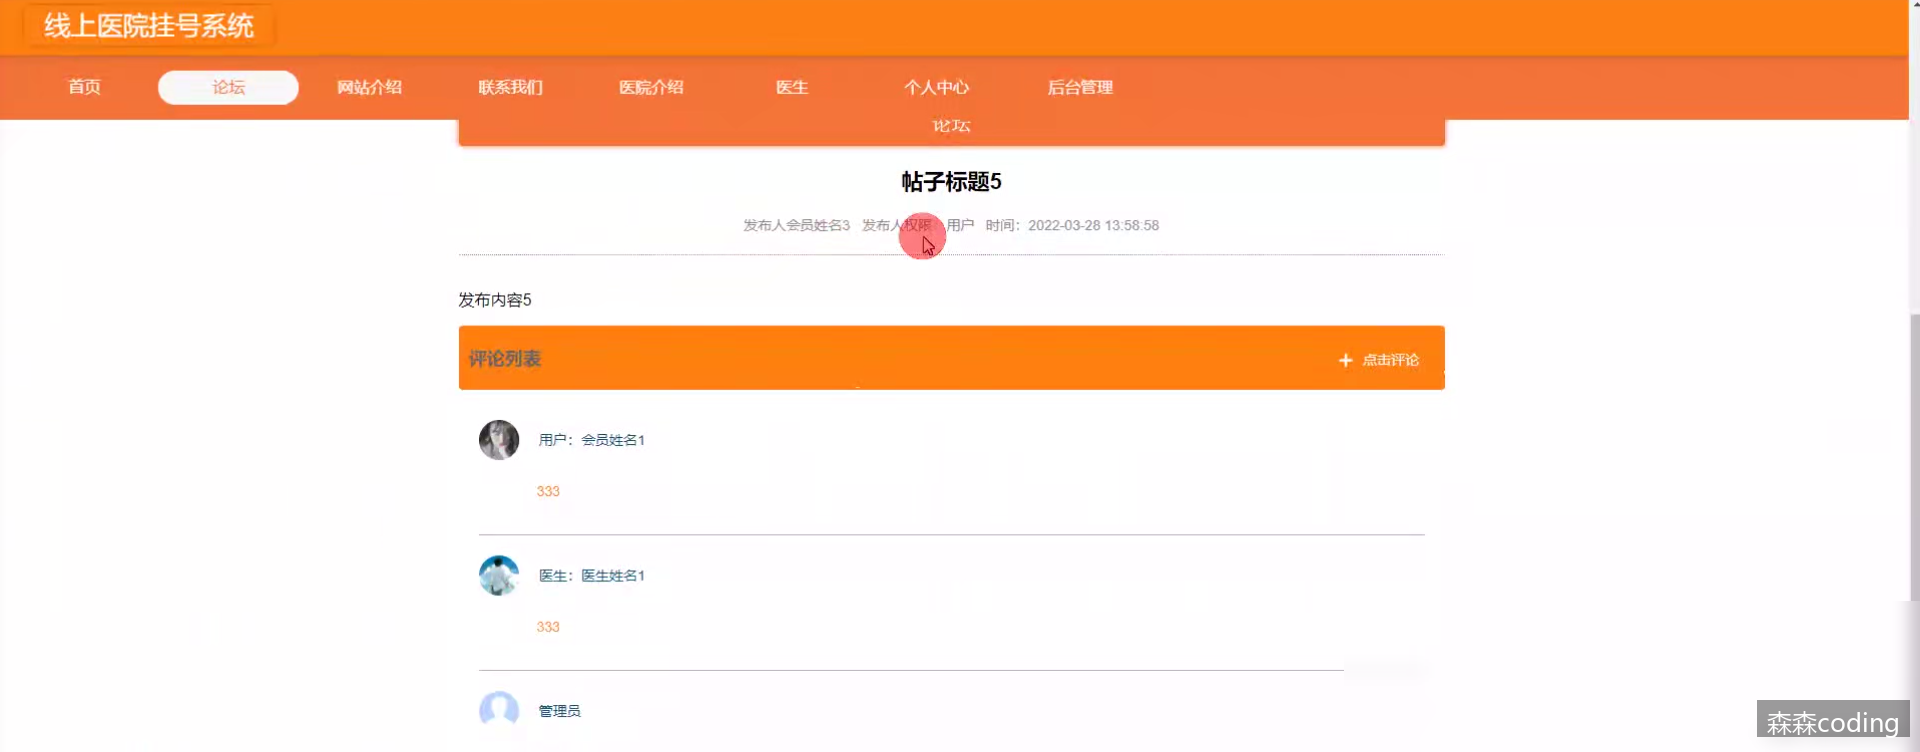 线上医院挂号系统
首页 论坛 网站介绍 联系我们 医院介绍 医生 个人中心 后台管理
论坛
帖子标题5
发布人会员姓名3 发布人权限 用户 时间：2022-03-28 13:58:58
发布内容5
评论列表 + 点击评论
用户：会员姓名1
333
医生：医生姓名1
333
管理员
森森coding